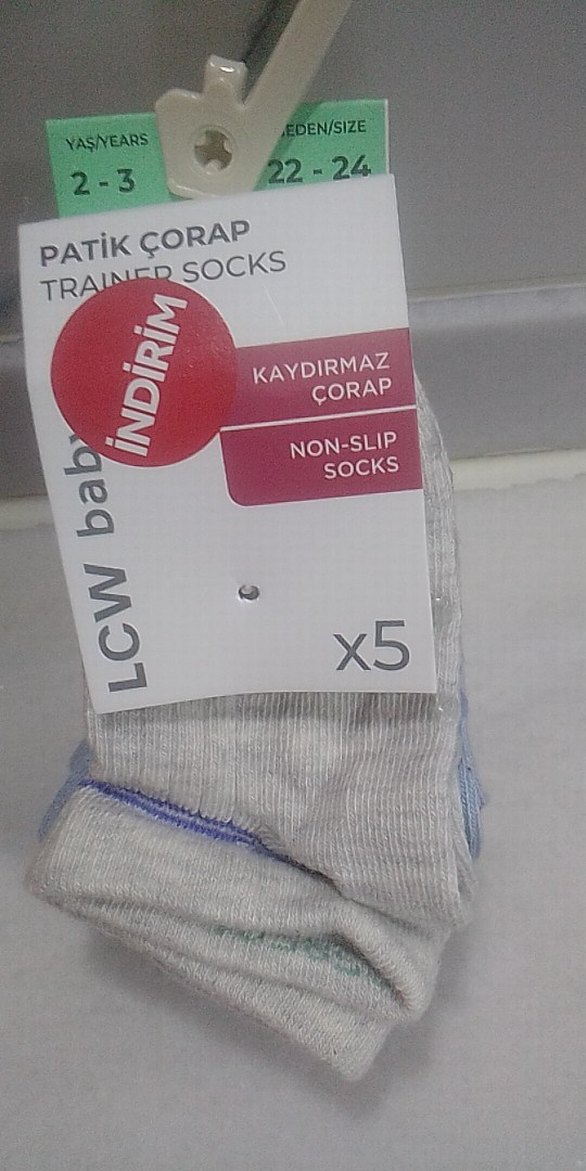 YAŞ/YEARS
2 - 3
EDEN/SIZE
22 - 24
PATİK ÇORAP
TRAINER SOCKS
İNDİRİM
KAYDIRMAZ
ÇORAP
NON-SLIP
SOCKS
LCW baby
x5